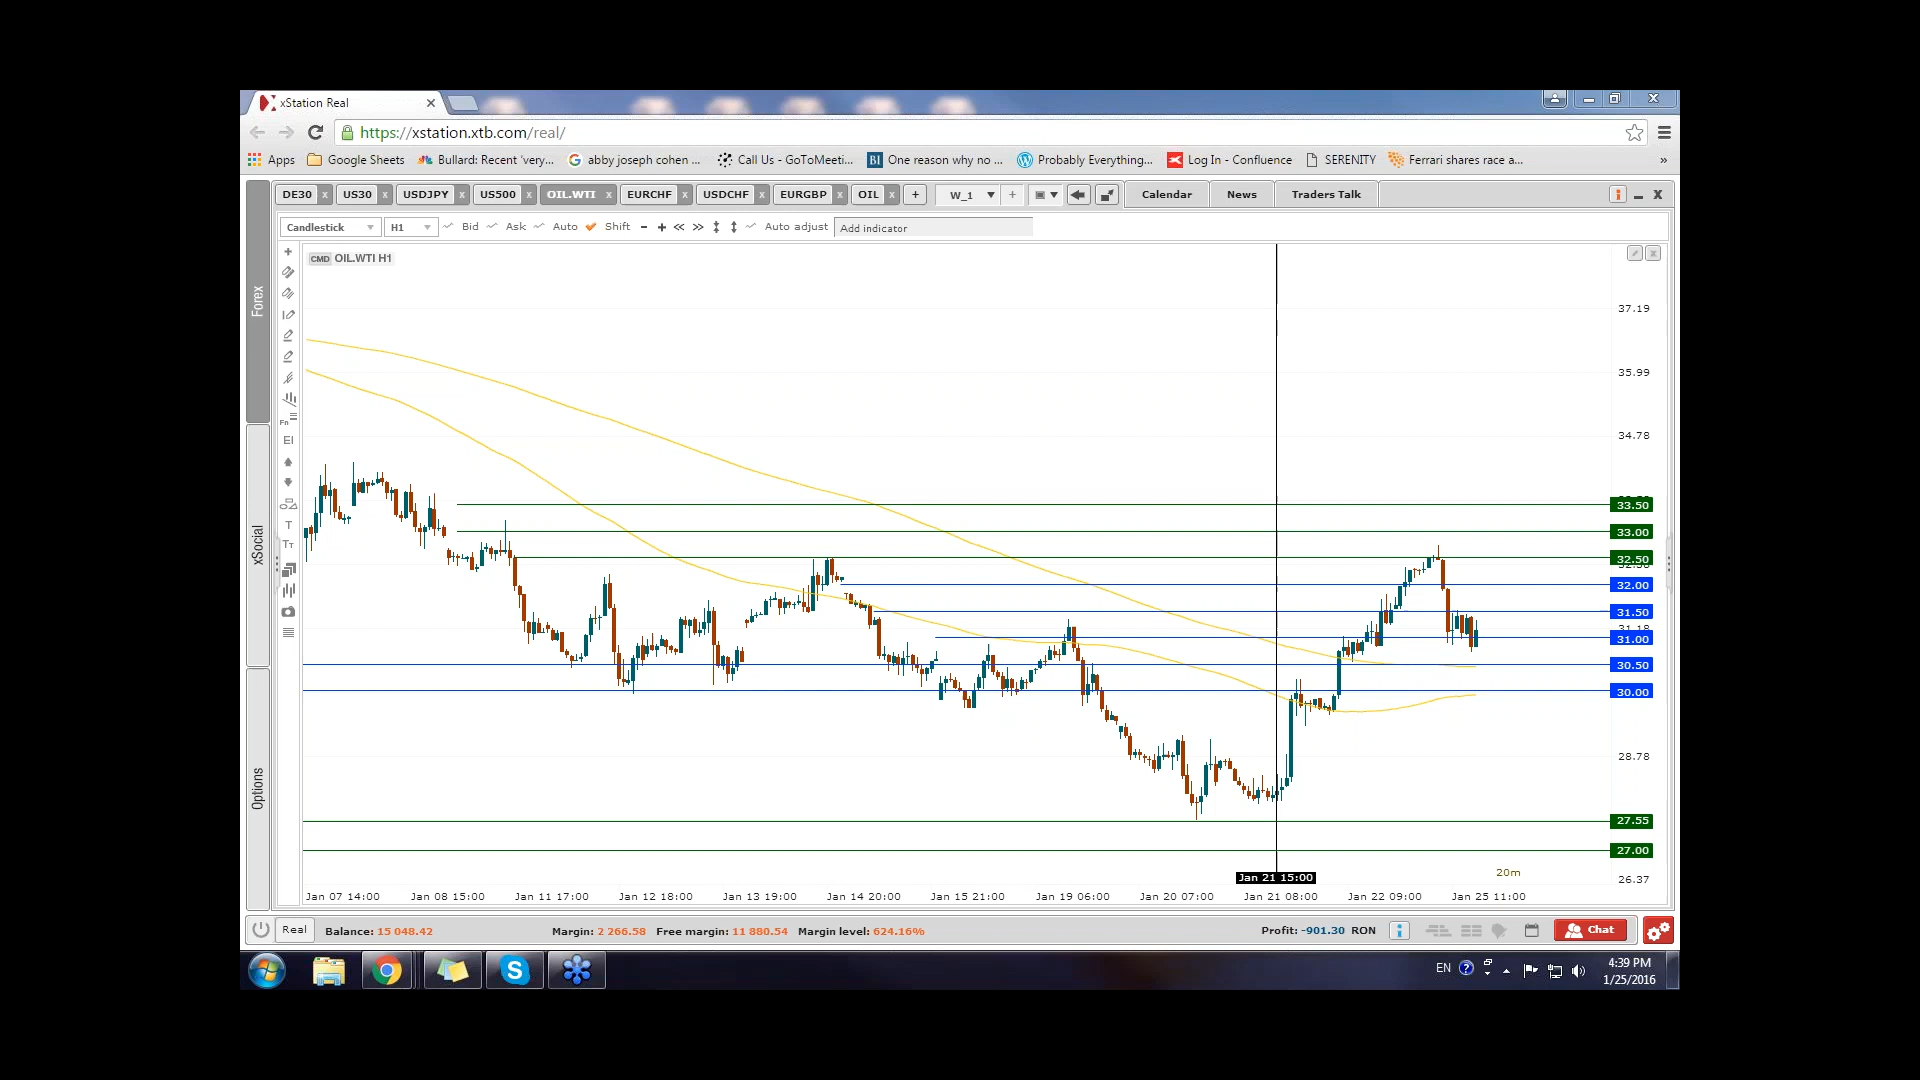 xStation Real
https://xstation.xtb.com/real/
Apps Google Sheets Bullard: Recent 'very... abby joseph cohen ... Call Us - GoToMeeti... BI One reason why no ... Probably Everything... Log In - Confluence SERENITY Ferrari shares race a... »
DE30 x US30 x USDJPY x US500 x OIL.WTI x EURCHF x USDCHF x EURGBP x OIL x + W_1 + Calendar News Traders Talk
Candlestick H1 Bid Ask Auto Shift - + << >> Auto adjust Add indicator
CMD OIL.WTI H1
Forex
xSocial
Options
Fn
EI
T
TT
37.19
35.99
34.78
33.50
33.00
32.50
32.00
31.50
31.18
31.00
30.50
30.00
28.78
27.55
27.00
20m
26.37
Jan 21 15:00
Jan 07 14:00 Jan 08 15:00 Jan 11 17:00 Jan 12 18:00 Jan 13 19:00 Jan 14 20:00 Jan 15 21:00 Jan 19 06:00 Jan 20 07:00 Jan 21 08:00 Jan 22 09:00 Jan 25 11:00
Real Balance: 15 048.42 Margin: 2 266.58 Free margin: 11 880.54 Margin level: 624.16% Profit: -901.30 RON Chat
EN 4:39 PM
1/25/2016